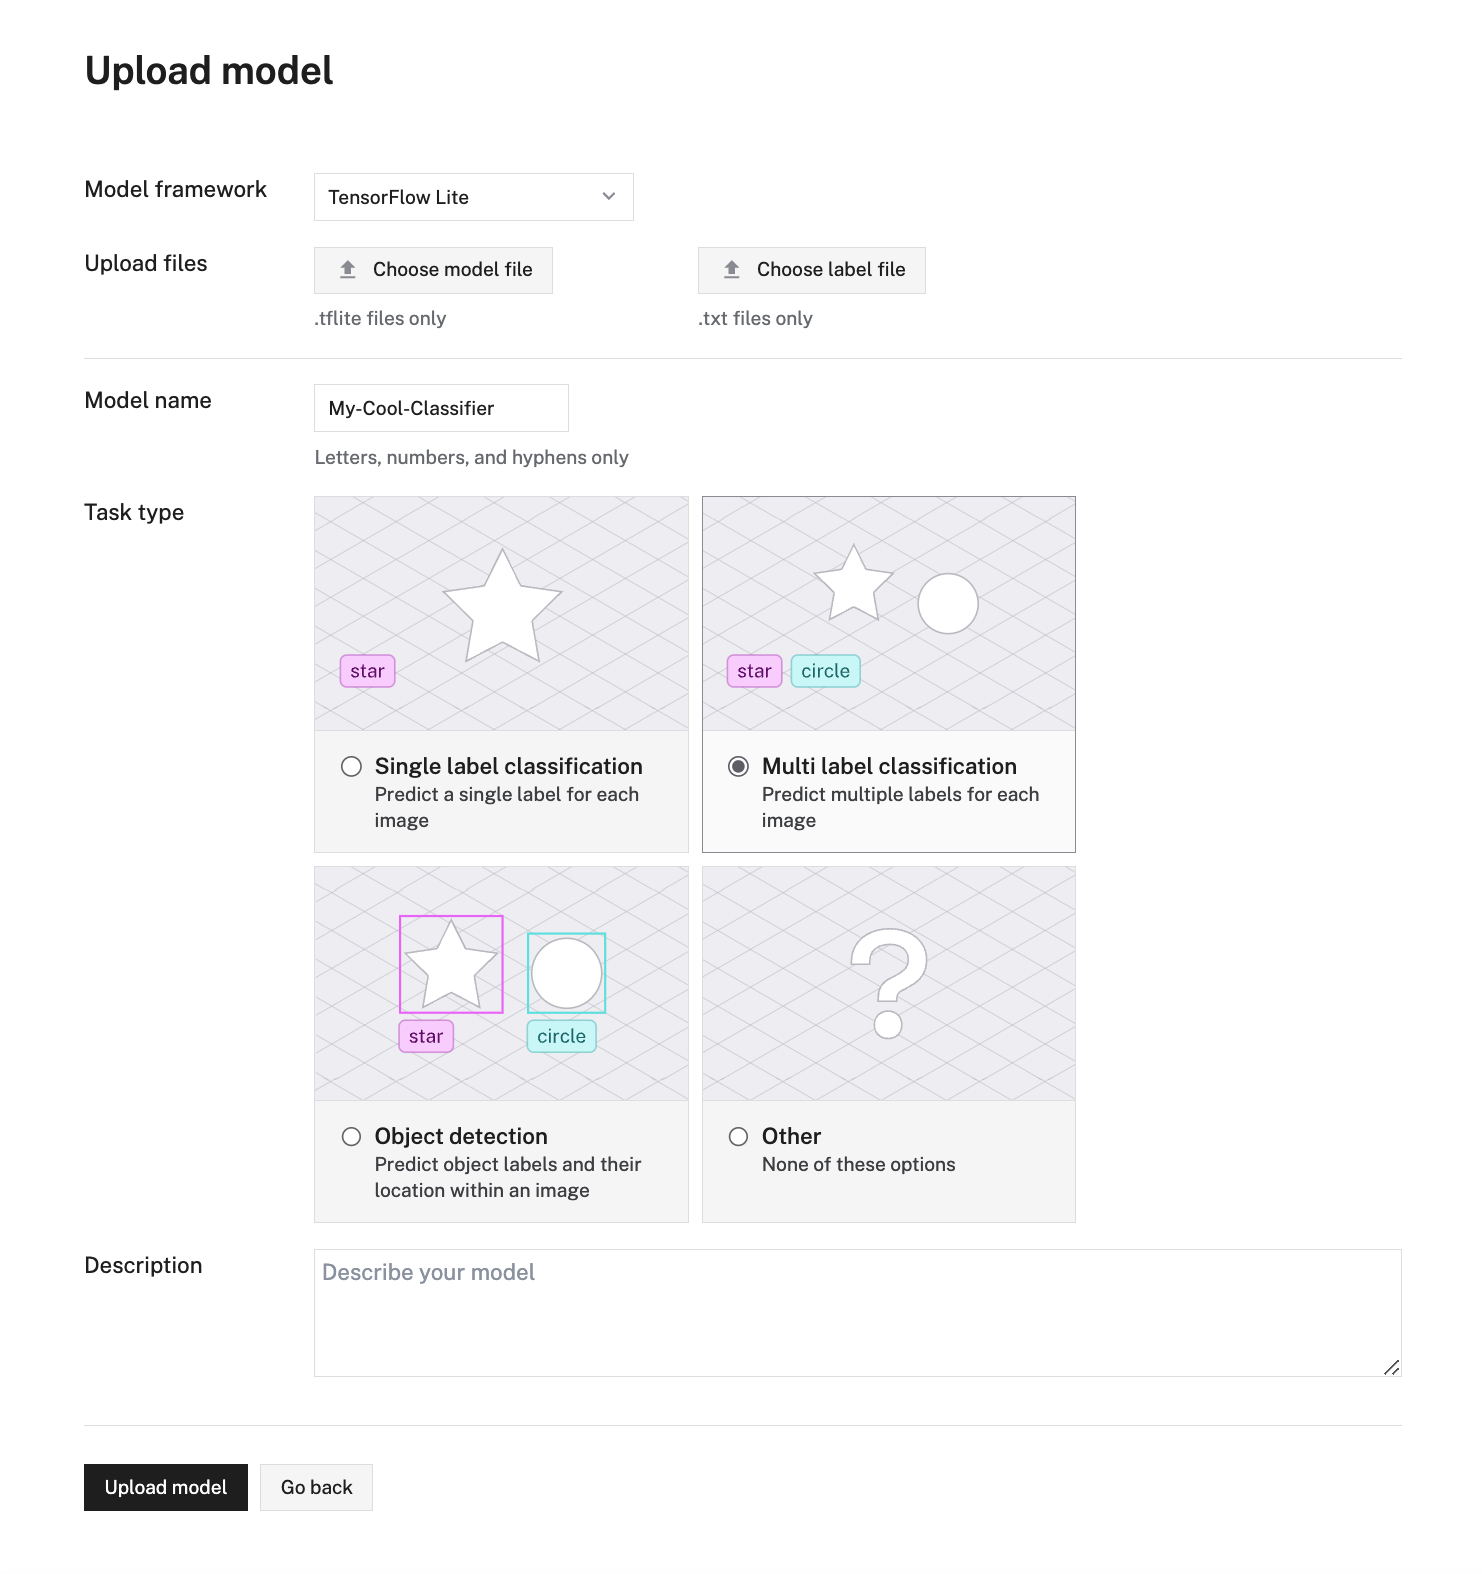 Upload model
Model framework
TensorFlow Lite
Upload files
Choose model file
Choose label file
.tflite files only
.txt files only
Model name
My-Cool-Classifier
Letters, numbers, and hyphens only
Task type
star
Single label classification
Predict a single label for each
image
star
circle
Multi label classification
Predict multiple labels for each
image
star
circle
Object detection
Predict object labels and their
location within an image
?
Other
None of these options
Description
Describe your model
Upload model
Go back